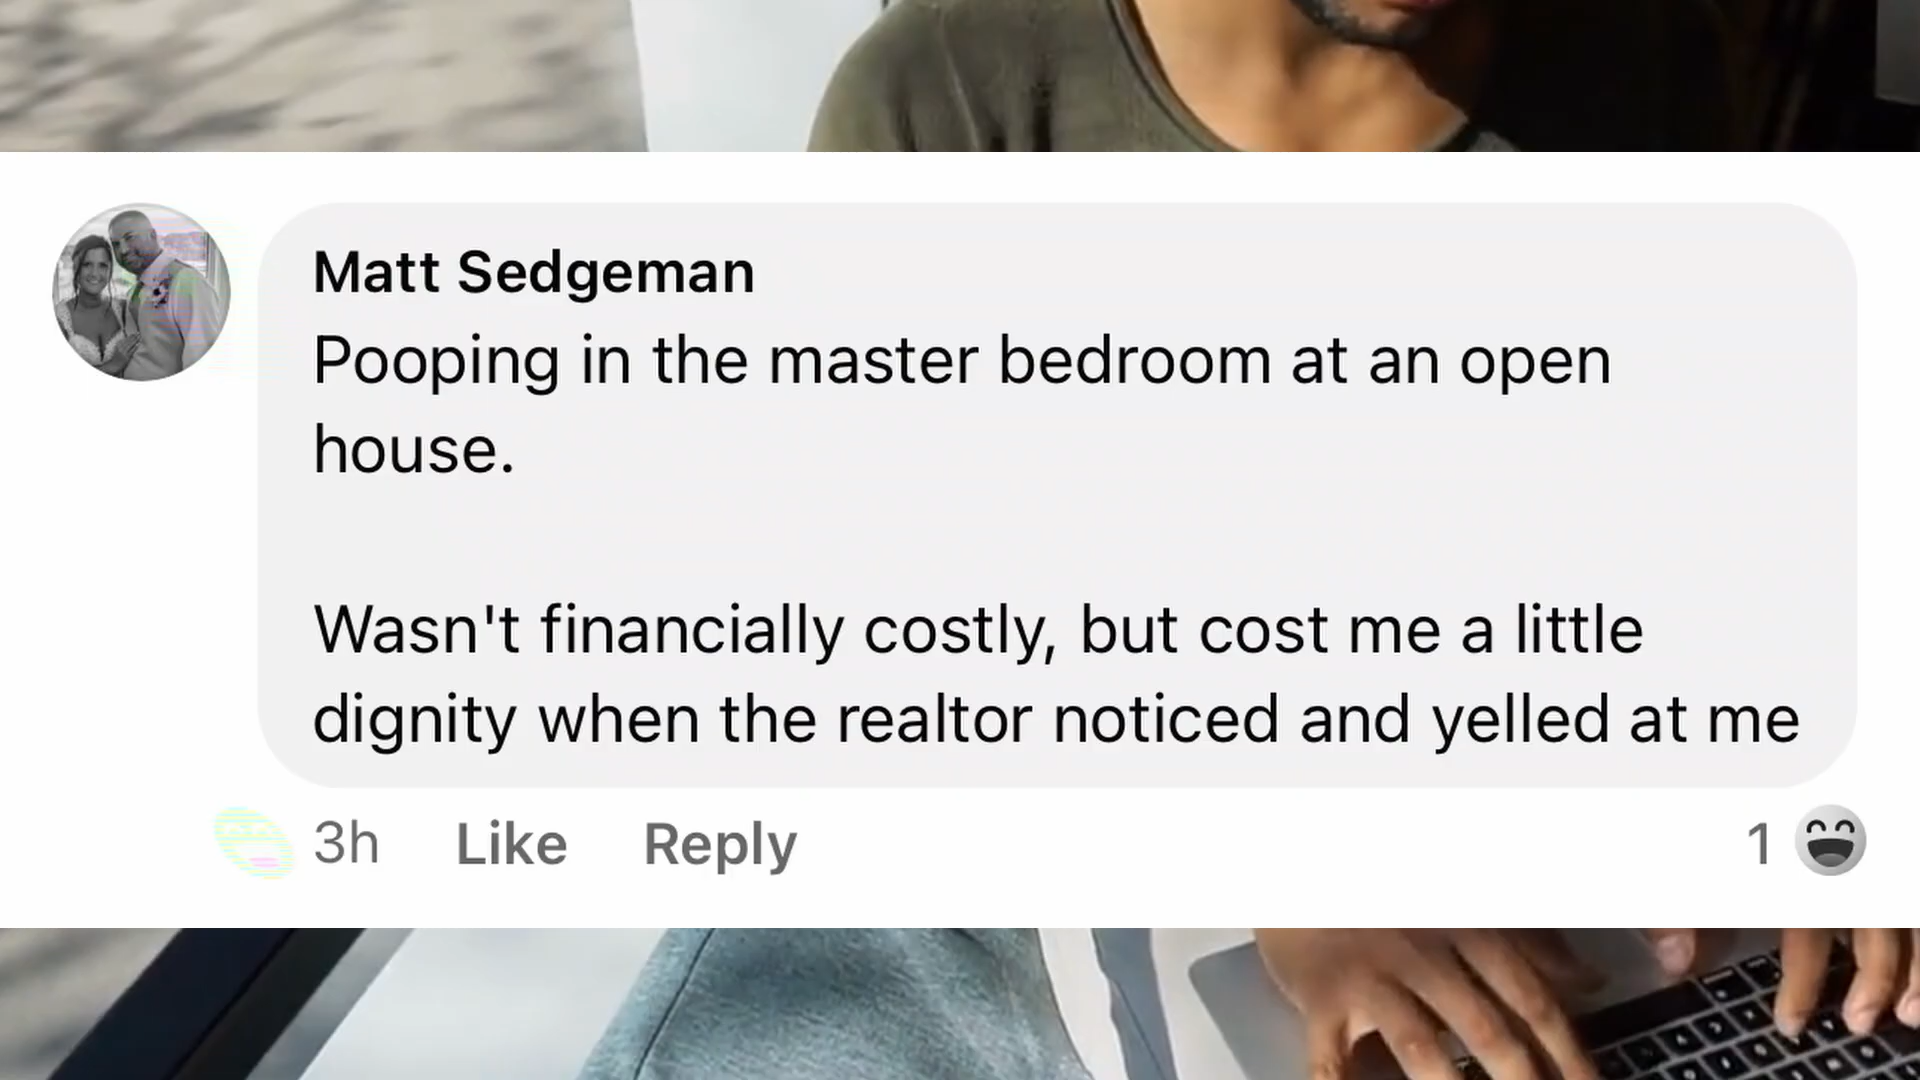 Matt Sedgeman
Pooping in the master bedroom at an open
house.
Wasn't financially costly, but cost me a little
dignity when the realtor noticed and yelled at me
3h Like Reply 1